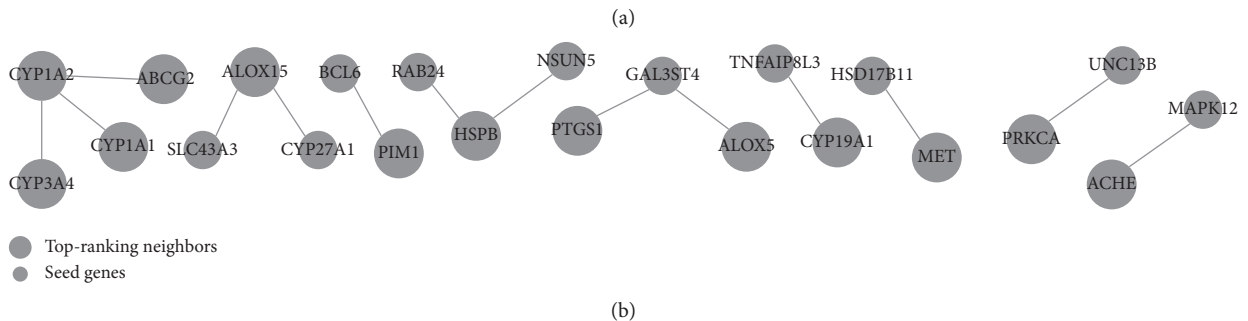 (a)
CYP1A2
ABCG2
CYP1A1
CYP3A4
ALOX15
SLC43A3
CYP27A1
BCL6
PIM1
RAB24
NSUN5
HSPB
GAL3ST4
PTGS1
ALOX5
TNFAIP8L3
CYP19A1
HSD17B11
MET
UNC13B
PRKCA
MAPK12
ACHE
Top-ranking neighbors
Seed genes
(b)